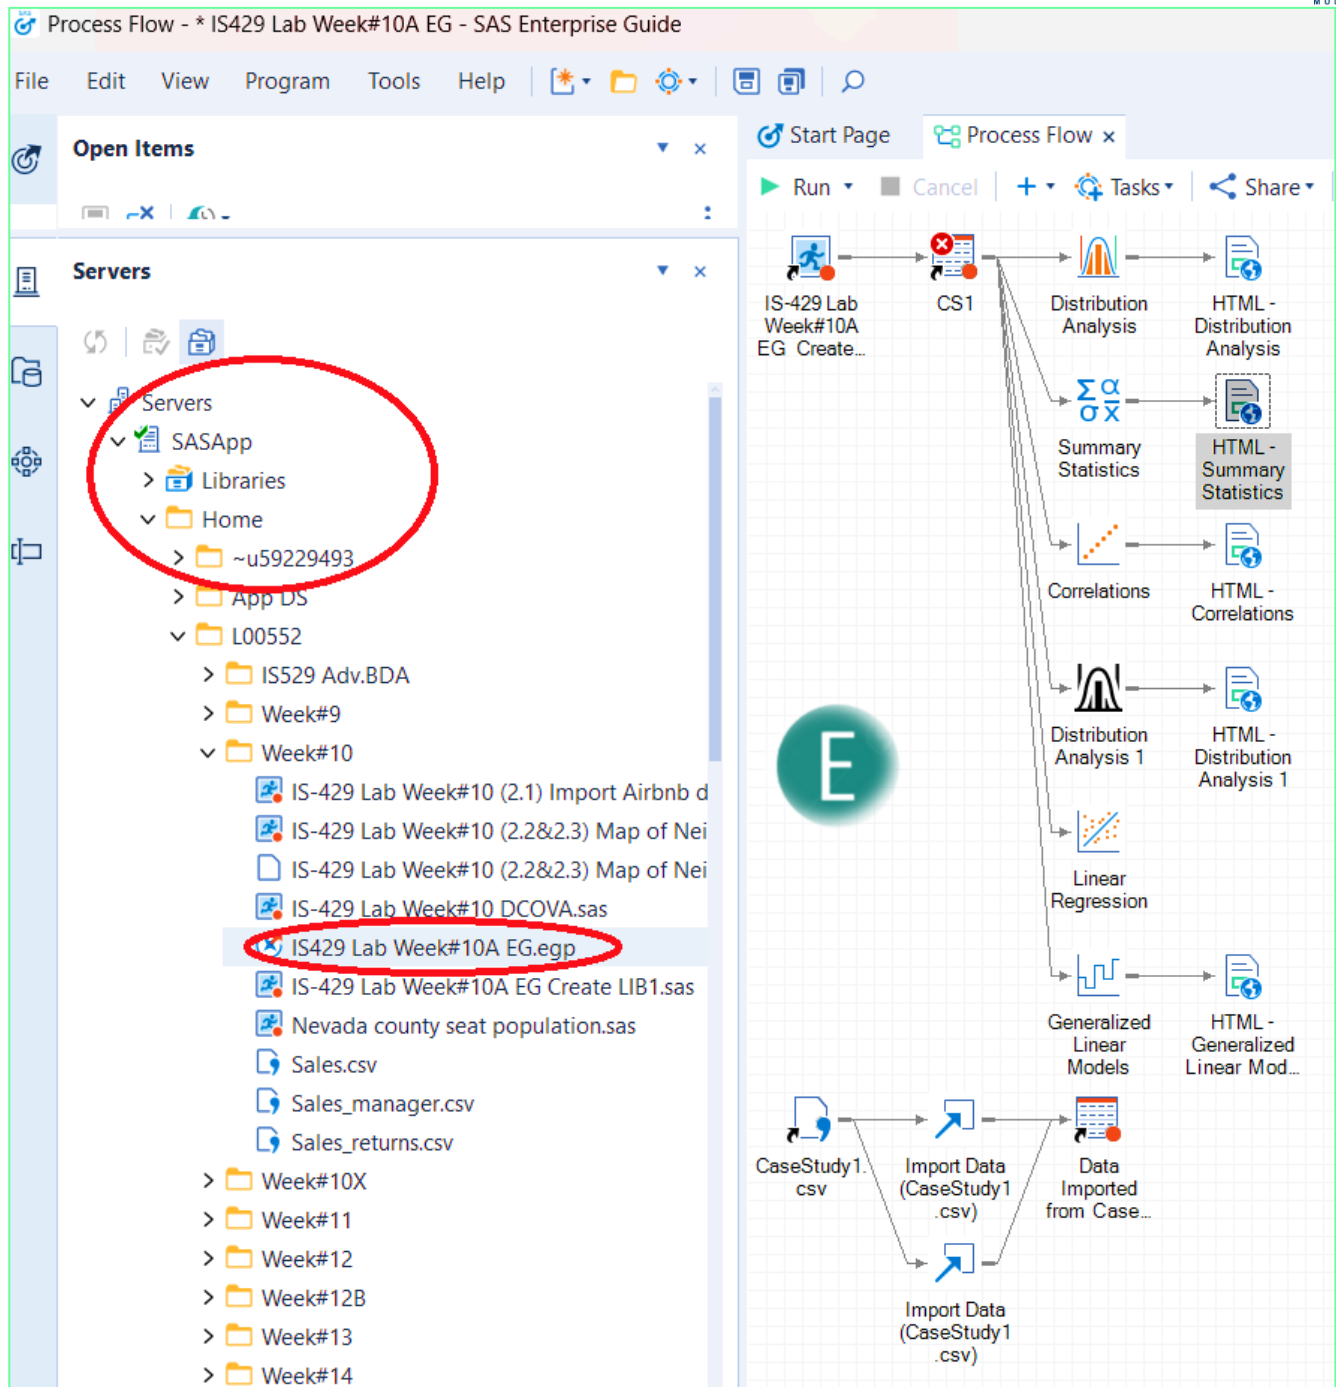 Process Flow - * IS429 Lab Week#10A EG - SAS Enterprise Guide
File Edit View Program Tools Help
Open Items
Start Page Process Flow
Run Cancel Tasks Share
Servers
Servers
SASApp
Libraries
Home
~u59229493
App DS
L00552
IS529 Adv.BDA
Week#9
Week#10
IS-429 Lab Week#10 (2.1) Import Airbnb d
IS-429 Lab Week#10 (2.2&2.3) Map of Nei
IS-429 Lab Week#10 (2.2&2.3) Map of Nei
IS-429 Lab Week#10 DCOVA.sas
IS429 Lab Week#10A EG.egp
IS-429 Lab Week#10A EG Create LIB1.sas
Nevada county seat population.sas
Sales.csv
Sales_manager.csv
Sales_returns.csv
Week#10X
Week#11
Week#12
Week#12B
Week#13
Week#14
IS-429 Lab
Week#10A
EG Create...
CS1
Distribution
Analysis
HTML -
Distribution
Analysis
Σ α
σ x
Summary
Statistics
HTML -
Summary
Statistics
Correlations
HTML -
Correlations
E
Distribution
Analysis 1
HTML -
Distribution
Analysis 1
Linear
Regression
Generalized
Linear
Models
HTML -
Generalized
Linear Mod...
CaseStudy1.
csv
Import Data
(CaseStudy1
.csv)
Data
Imported
from Case...
Import Data
(CaseStudy1
.csv)